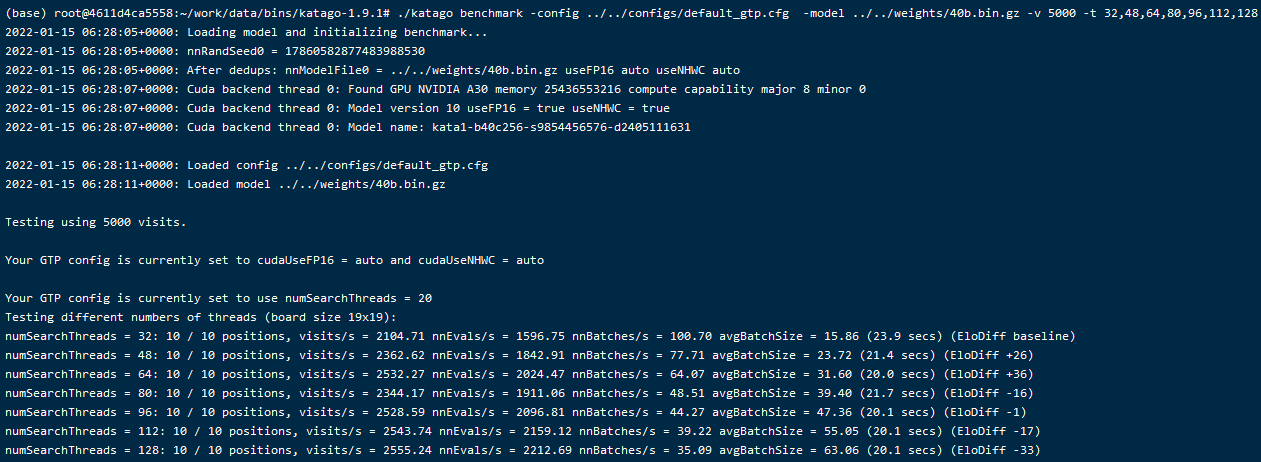 (base) root@4611d4ca5558:~/work/data/bins/katago-1.9.1# ./katago benchmark -config ../../configs/default_gtp.cfg  -model ../../weights/40b.bin.gz -v 5000 -t 32,48,64,80,96,112,128
2022-01-15 06:28:05+0000: Loading model and initializing benchmark...
2022-01-15 06:28:05+0000: nnRandSeed0 = 17860582877483988530
2022-01-15 06:28:05+0000: After dedups: nnModelFile0 = ../../weights/40b.bin.gz useFP16 auto useNHWC auto
2022-01-15 06:28:07+0000: Cuda backend thread 0: Found GPU NVIDIA A30 memory 25436553216 compute capability major 8 minor 0
2022-01-15 06:28:07+0000: Cuda backend thread 0: Model version 10 useFP16 = true useNHWC = true
2022-01-15 06:28:07+0000: Cuda backend thread 0: Model name: kata1-b40c256-s9854456576-d2405111631
2022-01-15 06:28:11+0000: Loaded config ../../configs/default_gtp.cfg
2022-01-15 06:28:11+0000: Loaded model ../../weights/40b.bin.gz
Testing using 5000 visits.
Your GTP config is currently set to cudaUseFP16 = auto and cudaUseNHWC = auto
Your GTP config is currently set to use numSearchThreads = 20
Testing different numbers of threads (board size 19x19):
numSearchThreads = 32: 10 / 10 positions, visits/s = 2104.71 nnEvals/s = 1596.75 nnBatches/s = 100.70 avgBatchSize = 15.86 (23.9 secs) (EloDiff baseline)
numSearchThreads = 48: 10 / 10 positions, visits/s = 2362.62 nnEvals/s = 1842.91 nnBatches/s = 77.71 avgBatchSize = 23.72 (21.4 secs) (EloDiff +26)
numSearchThreads = 64: 10 / 10 positions, visits/s = 2532.27 nnEvals/s = 2024.47 nnBatches/s = 64.07 avgBatchSize = 31.60 (20.0 secs) (EloDiff +36)
numSearchThreads = 80: 10 / 10 positions, visits/s = 2344.17 nnEvals/s = 1911.06 nnBatches/s = 48.51 avgBatchSize = 39.40 (21.7 secs) (EloDiff -16)
numSearchThreads = 96: 10 / 10 positions, visits/s = 2528.59 nnEvals/s = 2096.81 nnBatches/s = 44.27 avgBatchSize = 47.36 (20.1 secs) (EloDiff -1)
numSearchThreads = 112: 10 / 10 positions, visits/s = 2543.74 nnEvals/s = 2159.12 nnBatches/s = 39.22 avgBatchSize = 55.05 (20.1 secs) (EloDiff -17)
numSearchThreads = 128: 10 / 10 positions, visits/s = 2555.24 nnEvals/s = 2212.69 nnBatches/s = 35.09 avgBatchSize = 63.06 (20.1 secs) (EloDiff -33)